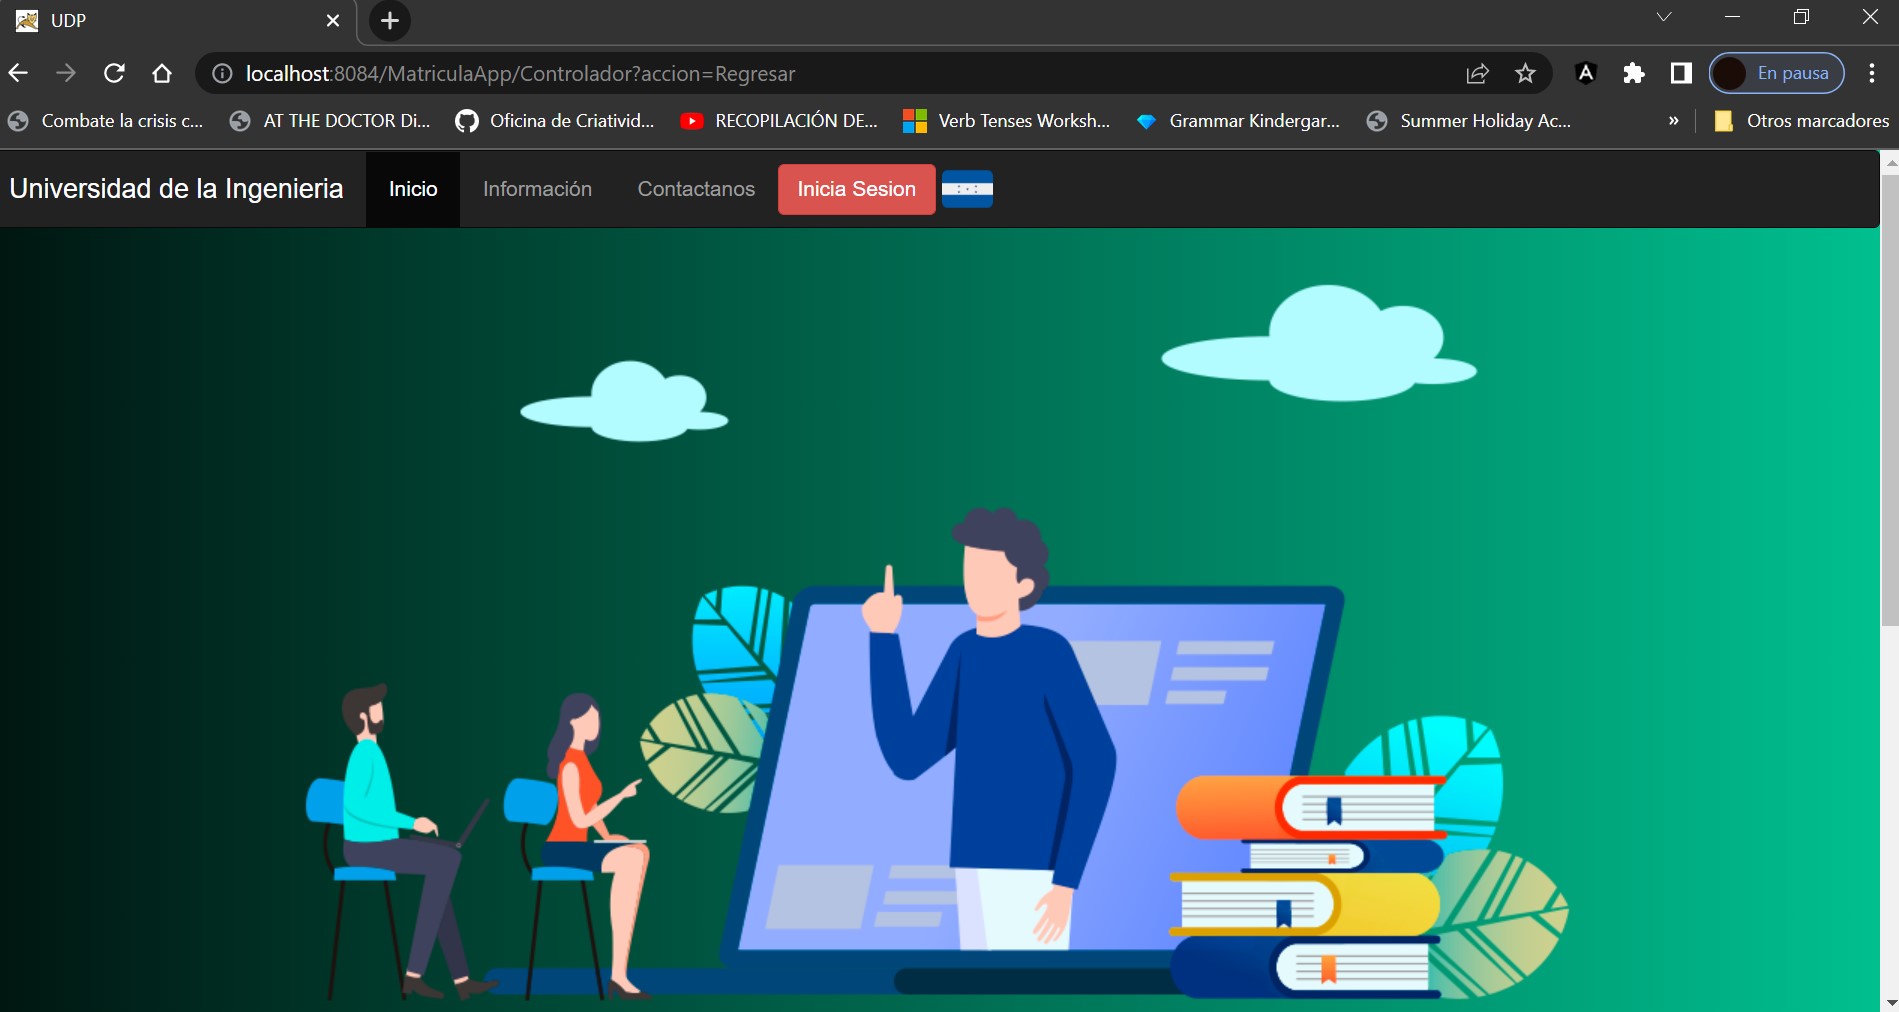 UDP
localhost:8084/MatriculaApp/Controlador?accion=Regresar
En pausa
Combate la crisis c...
AT THE DOCTOR Di...
Oficina de Criativid...
RECOPILACIÓN DE...
Verb Tenses Worksh...
Grammar Kindergar...
Summer Holiday Ac...
»
Otros marcadores
Universidad de la Ingenieria
Inicio
Información
Contactanos
Inicia Sesion